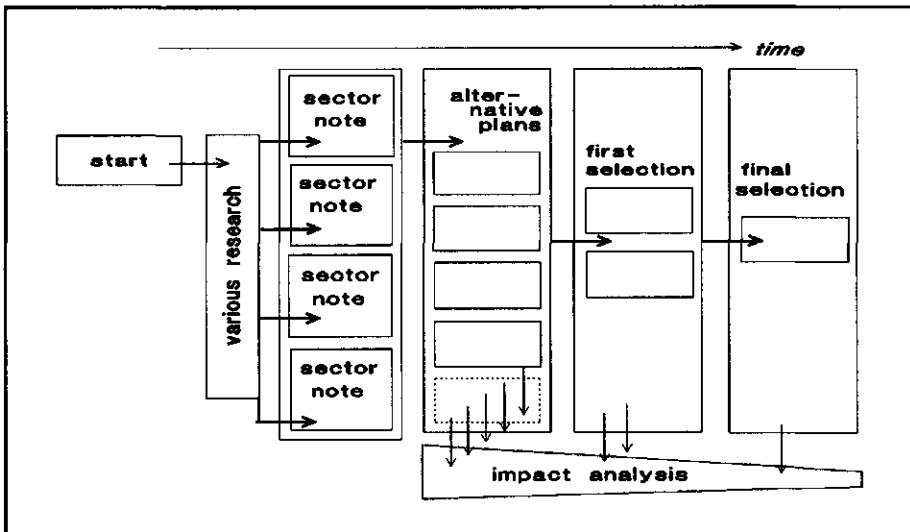 time
start
various research
sector
note
sector
note
sector
note
sector
note
alter-
native
plans
first
selection
final
selection
impact analysis